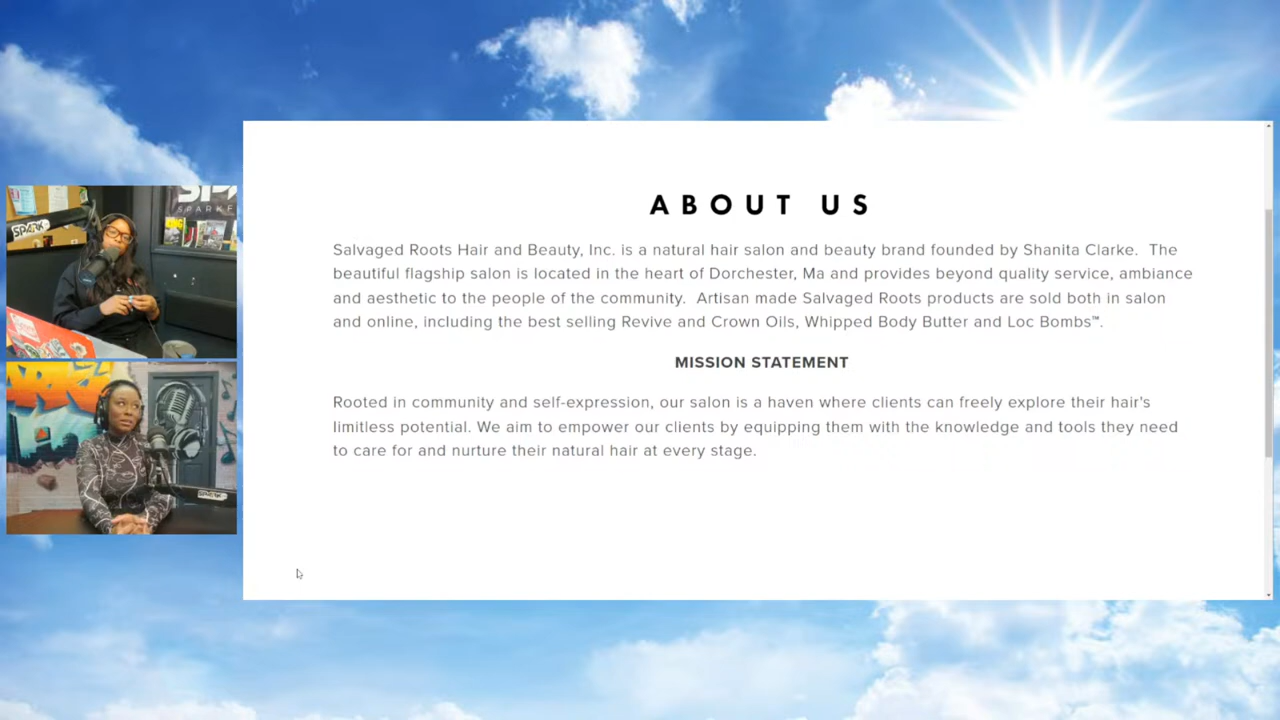 ABOUT US
Salvaged Roots Hair and Beauty, Inc. is a natural hair salon and beauty brand founded by Shanita Clarke. The
beautiful flagship salon is located in the heart of Dorchester, Ma and provides beyond quality service, ambiance
and aesthetic to the people of the community. Artisan made Salvaged Roots products are sold both in salon
and online, including the best selling Revive and Crown Oils, Whipped Body Butter and Loc Bombs™.
MISSION STATEMENT
Rooted in community and self-expression, our salon is a haven where clients can freely explore their hair's
limitless potential. We aim to empower our clients by equipping them with the knowledge and tools they need
to care for and nurture their natural hair at every stage.
SPARK
SPARKF
SPARK